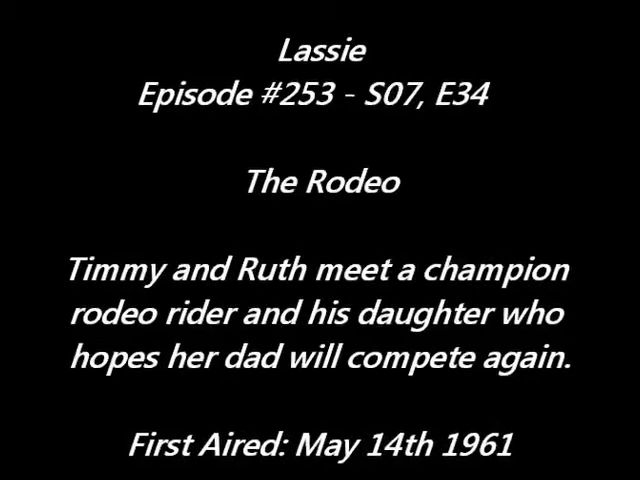 Lassie
Episode #253 - S07, E34
The Rodeo
Timmy and Ruth meet a champion
rodeo rider and his daughter who
hopes her dad will compete again.
First Aired: May 14th 1961